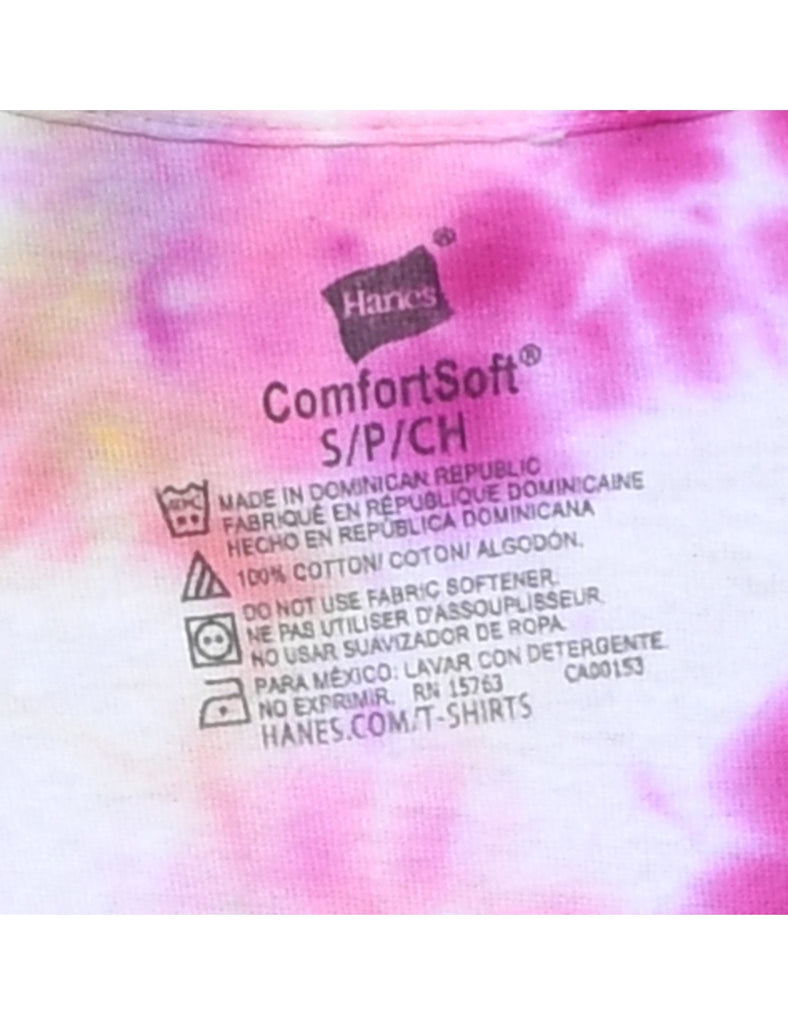 Hanes®
ComfortSoft®
S/P/CH
MADE IN DOMINICAN REPUBLIC
FABRIQUÉ EN RÉPUBLIQUE DOMINICAINE
HECHO EN REPÚBLICA DOMINICANA
100% COTTON/ COTON/ ALGODÓN.
DO NOT USE FABRIC SOFTENER.
NE PAS UTILISER D'ASSOUPLISSEUR.
NO USAR SUAVIZADOR DE ROPA.
PARA MÉXICO: LAVAR CON DETERGENTE.
NO EXPRIMIR. RN 15763 CA00153
HANES.COM/T-SHIRTS